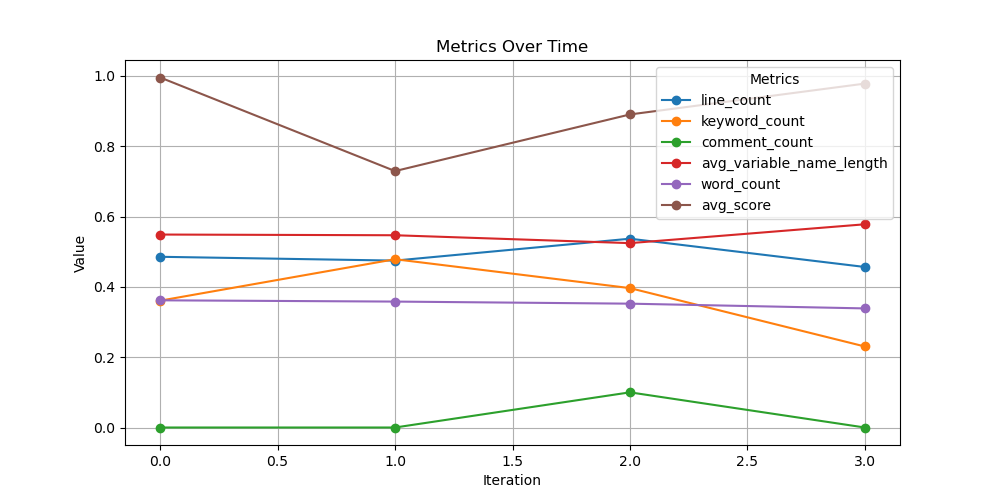 Metrics Over Time
Value
1.0
0.8
0.6
0.4
0.2
0.0
Metrics
line_count
keyword_count
comment_count
avg_variable_name_length
word_count
avg_score
0.0 0.5 1.0 1.5 2.0 2.5 3.0
Iteration